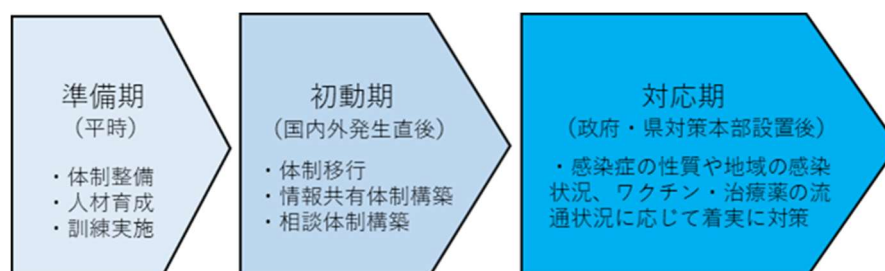 準備期
（平時）
・体制整備
・人材育成
・訓練実施
初動期
（国内外発生直後）
・体制移行
・情報共有体制構築
・相談体制構築
対応期
（政府・県対策本部設置後）
・感染症の性質や地域の感染
状況、ワクチン・治療薬の流
通状況に応じて着実に対策